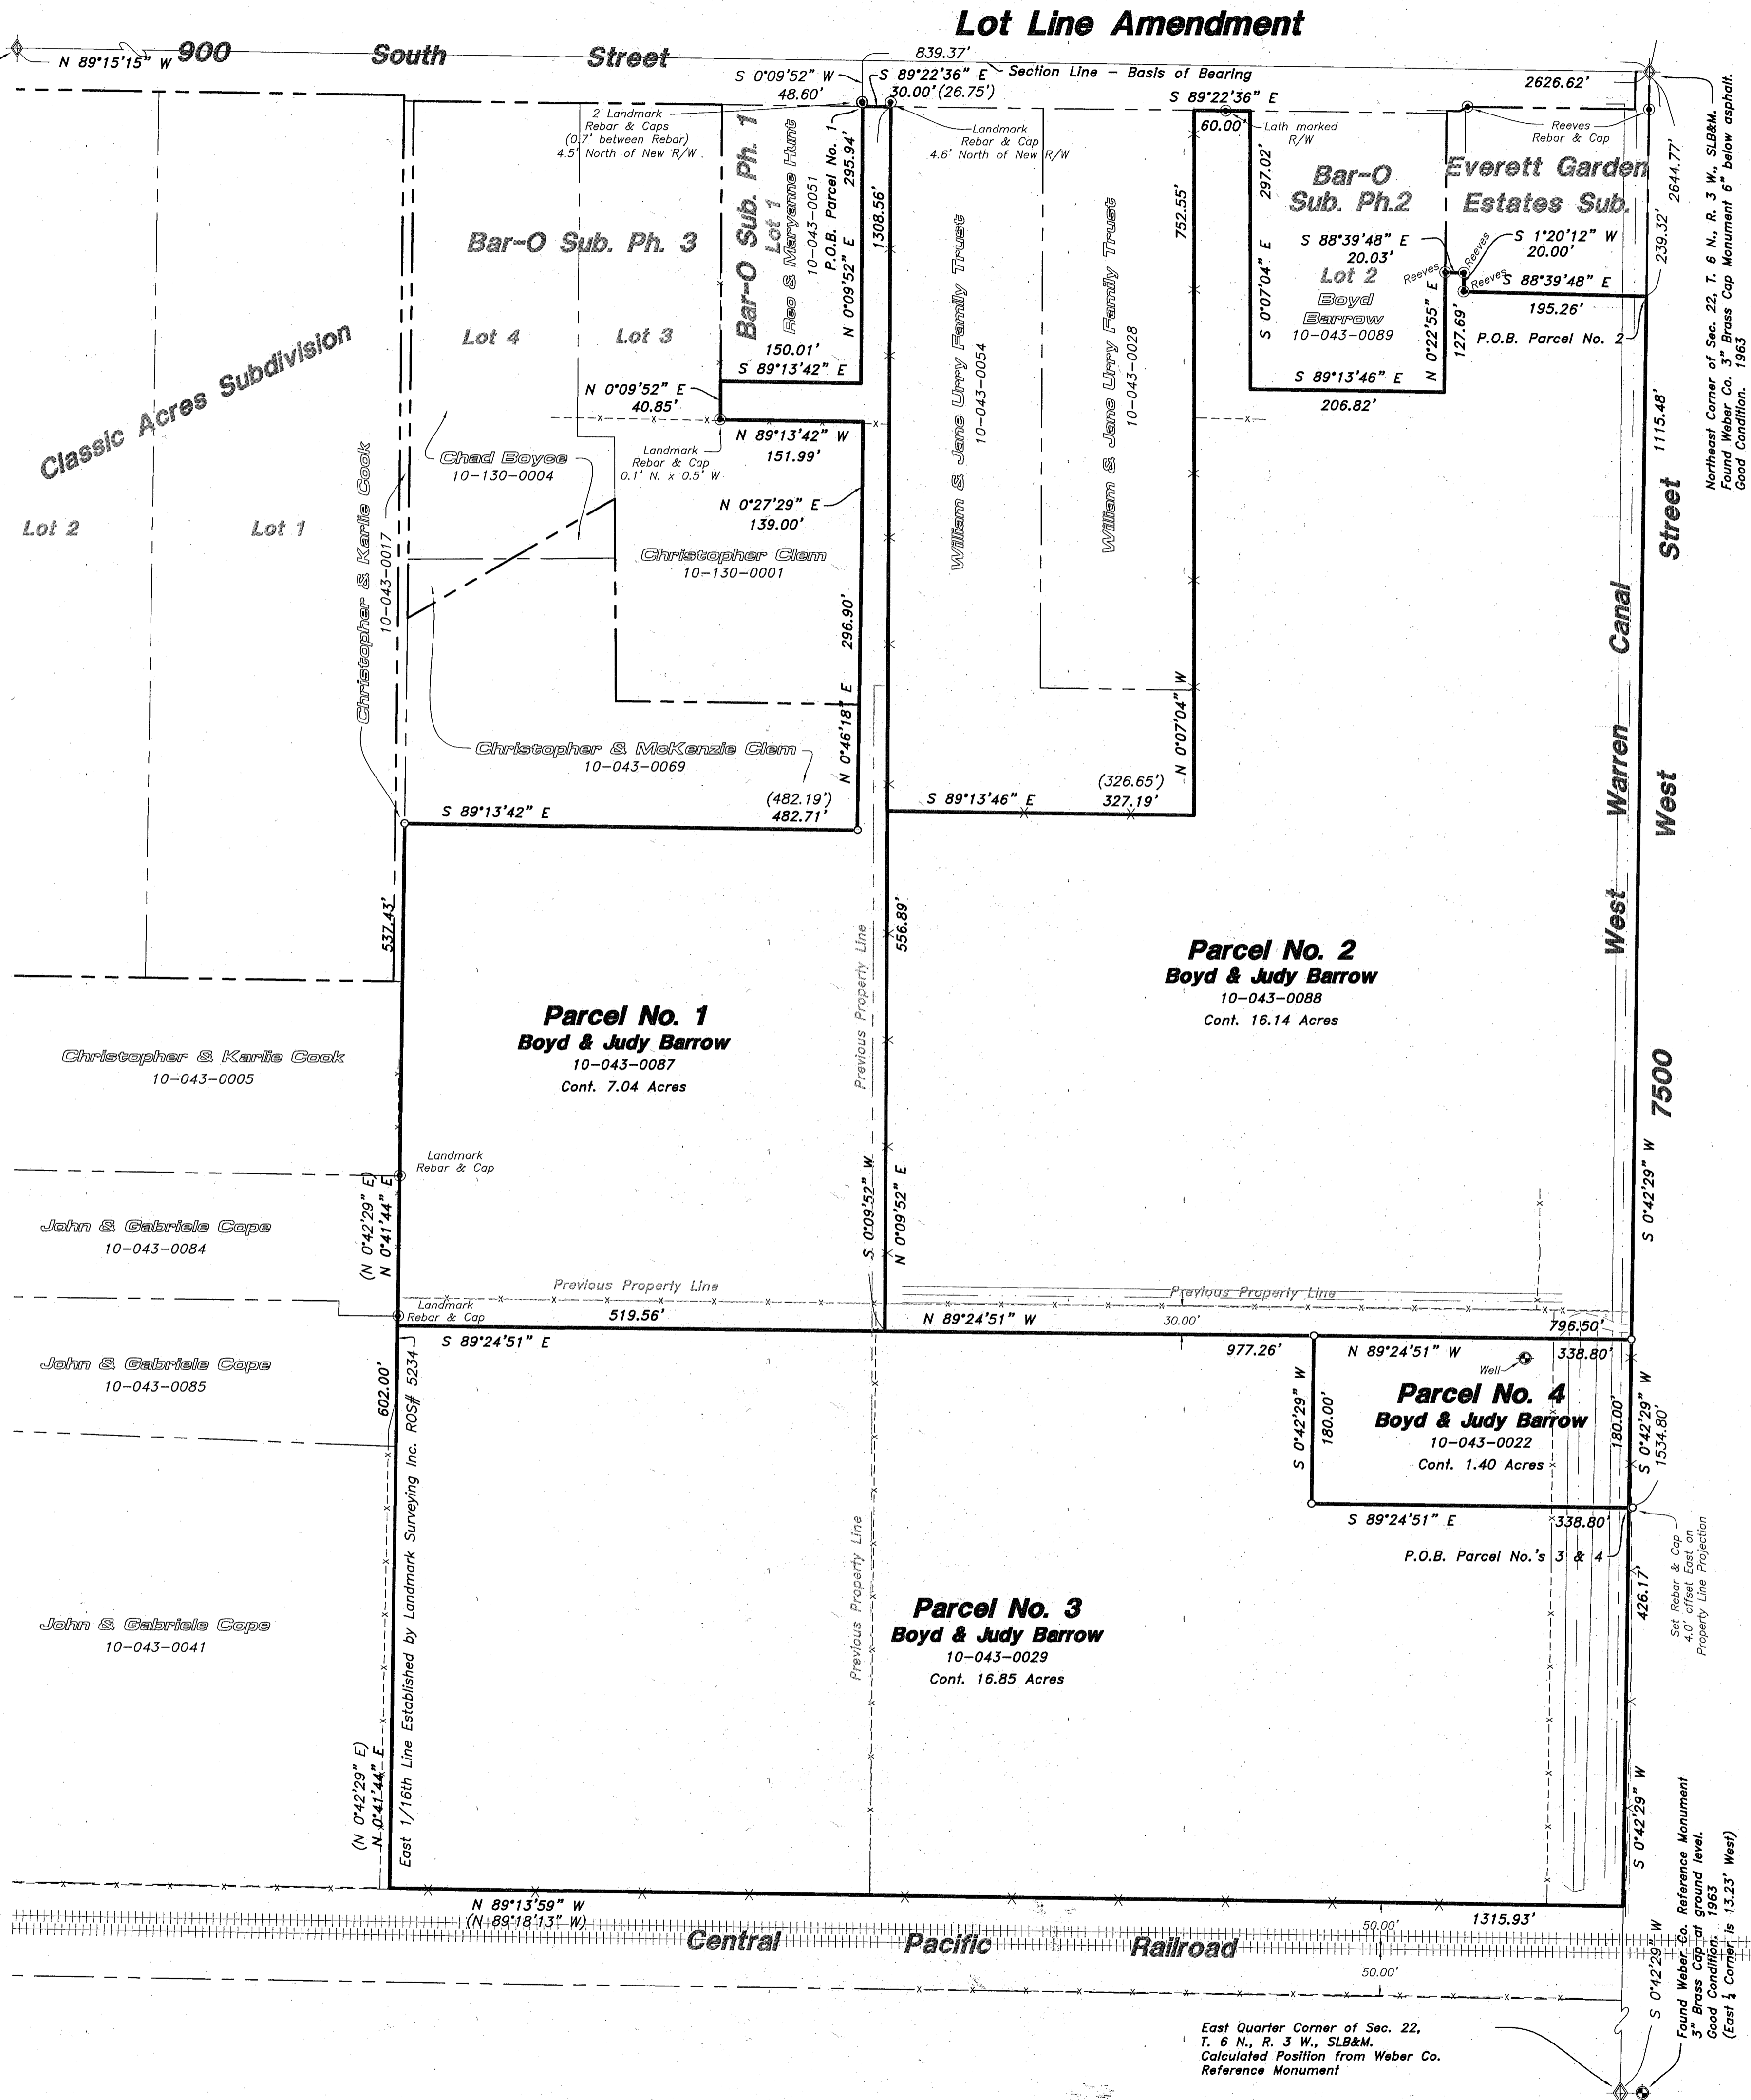 Lot Line Amendment
900 South Street
N 89°15'15" W
839.37'
S 0°09'52" W
48.60'
S 89°22'36" E
30.00' (26.75')
Section Line - Basis of Bearing
S 89°22'36" E
60.00'
2626.62'
2 Landmark
Rebar & Caps
(0.7' between Rebar)
4.5' North of New R/W
Landmark
Rebar & Cap
4.6' North of New R/W
Lath marked
R/W
Reeves
Rebar & Cap
Northeast Corner of Sec. 22, T. 6 N., R. 3 W., SLB&M.
Found Weber Co. 3" Brass Cap Monument 6" below asphalt.
Good Condition. 1963
2644.77'
239.32'
Bar-O Sub. Ph. 3
Lot 4
Lot 3
Bar-O Sub. Ph. 1
Lot 1
Reo & Maryanne Hunt
10-043-0051
P.O.B. Parcel No. 1
295.94'
N 0°09'52" E
1308.56'
William & Jane Urry Family Trust
10-043-0054
William & Jane Urry Family Trust
10-043-0028
752.55'
297.02'
S 0°07'04" E
Bar-O
Sub. Ph.2
S 88°39'48" E
20.03'
Lot 2
Boyd
Barrow
10-043-0089
Everett Garden
Estates Sub.
S 1°20'12" W
20.00'
Reeves
Reeves
Reeves
S 88°39'48" E
195.26'
P.O.B. Parcel No. 2
N 0°22'55" E
127.69'
S 89°13'46" E
206.82'
150.01'
S 89°13'42" E
N 0°09'52" E
40.85'
N 89°13'42" W
151.99'
Landmark
Rebar & Cap
0.1' N. x 0.5' W
N 0°27'29" E
139.00'
Classic Acres Subdivision
Lot 2
Lot 1
Christopher & Karlie Cook
10-043-0017
Chad Boyce
10-130-0004
Christopher Clem
10-130-0001
296.90'
N 0°46'18" E
Christopher & McKenzie Clem
10-043-0069
(482.19')
S 89°13'42" E
482.71'
(326.65')
S 89°13'46" E
327.19'
N 0°07'04" W
1115.48'
West Warren Canal
7500 West Street
537.43'
556.89'
Previous Property Line
Parcel No. 1
Boyd & Judy Barrow
10-043-0087
Cont. 7.04 Acres
Parcel No. 2
Boyd & Judy Barrow
10-043-0088
Cont. 16.14 Acres
Christopher & Karlie Cook
10-043-0005
Landmark
Rebar & Cap
(N 0°42'29" E)
N 0°41'44" E
S 0°09'52" W
N 0°09'52" E
S 0°42'29" W
John & Gabriele Cope
10-043-0084
Previous Property Line
Previous Property Line
Landmark
Rebar & Cap
519.56'
S 89°24'51" E
N 89°24'51" W
30.00'
796.50'
977.26'
John & Gabriele Cope
10-043-0085
602.00'
East 1/16th Line Established by Landmark Surveying Inc. ROS# 5234
N 89°24'51" W
338.80'
Well
Parcel No. 4
Boyd & Judy Barrow
10-043-0022
Cont. 1.40 Acres
S 0°42'29" W
180.00'
180.00'
S 0°42'29" W
1534.80'
S 89°24'51" E
338.80'
P.O.B. Parcel No.'s 3 & 4
Set Rebar & Cap
4.0' offset East on
Property Line Projection
426.17'
Previous Property Line
Parcel No. 3
Boyd & Judy Barrow
10-043-0029
Cont. 16.85 Acres
John & Gabriele Cope
10-043-0041
(N 0°42'29" E)
N 0°41'44" E
S 0°42'29" W
N 89°13'59" W
(N 89°18'13" W)
1315.93'
50.00'
Central Pacific Railroad
50.00'
East Quarter Corner of Sec. 22,
T. 6 N., R. 3 W., SLB&M.
Calculated Position from Weber Co.
Reference Monument
S 0°42'29" W
Found Weber Co. Reference Monument
3" Brass Cap at ground level.
Good Condition. 1963
(East ¼ Corner is 13.23' West)